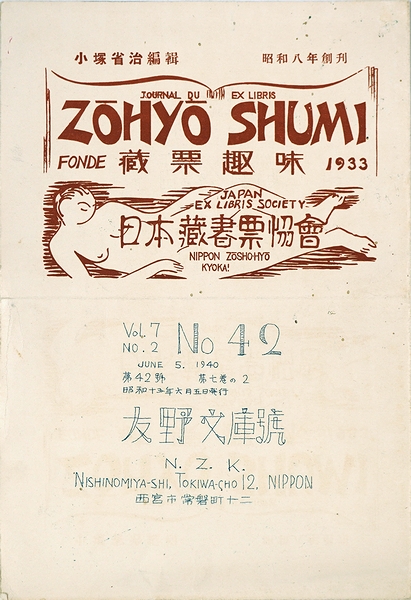 小塚省治編輯 昭和八年創刊
JOURNAL DU EX LIBRIS
ZŌHYŌ SHUMI
FONDE 藏票趣味 1933
JAPAN
EX LIBRIS SOCIETY
日本藏書票協會
NIPPON ZŌSHO-HYŌ
KYŌKAI
Vol. 7
No. 2
No 42
JUNE 5. 1940
第42號 第七巻の2
昭和十五年六月五日発行
友野文庫號
N. Z. K.
NISHINOMIYA-SHI, TOKIWA-CHO 12, NIPPON
西宮市常磐町十二